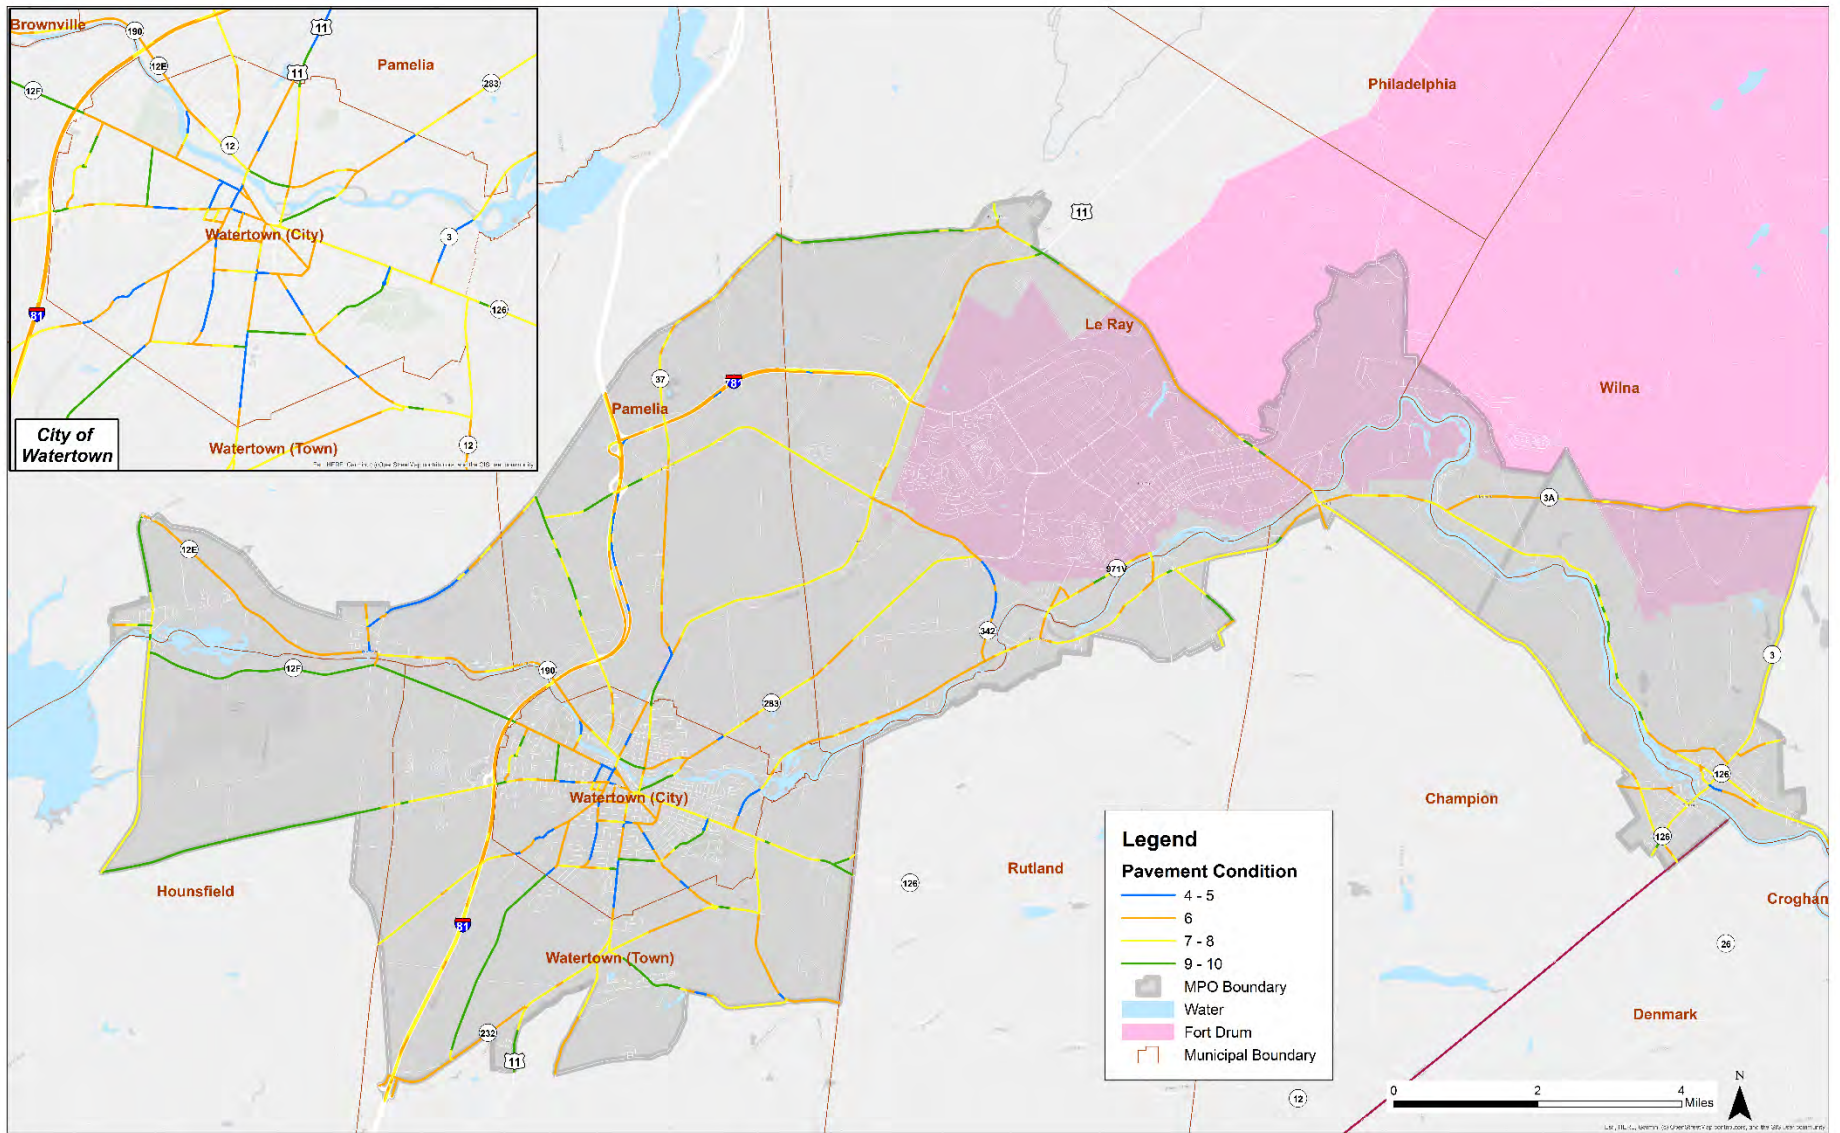 Brownville
190
11
12E
Pamelia
11
283
12F
12
Watertown (City)
3
81
126
City of
Watertown
Watertown (Town)
12
Philadelphia
11
Le Ray
37
781
Pamelia
Wilna
3A
12E
971V
342
3
12F
190
283
126
Watertown (City)
Champion
126
Rutland
126
Hounsfield
81
Croghan
26
Watertown (Town)
Denmark
232
11
12
Legend
Pavement Condition
4 - 5
6
7 - 8
9 - 10
MPO Boundary
Water
Fort Drum
Municipal Boundary
0
2
4
Miles
N